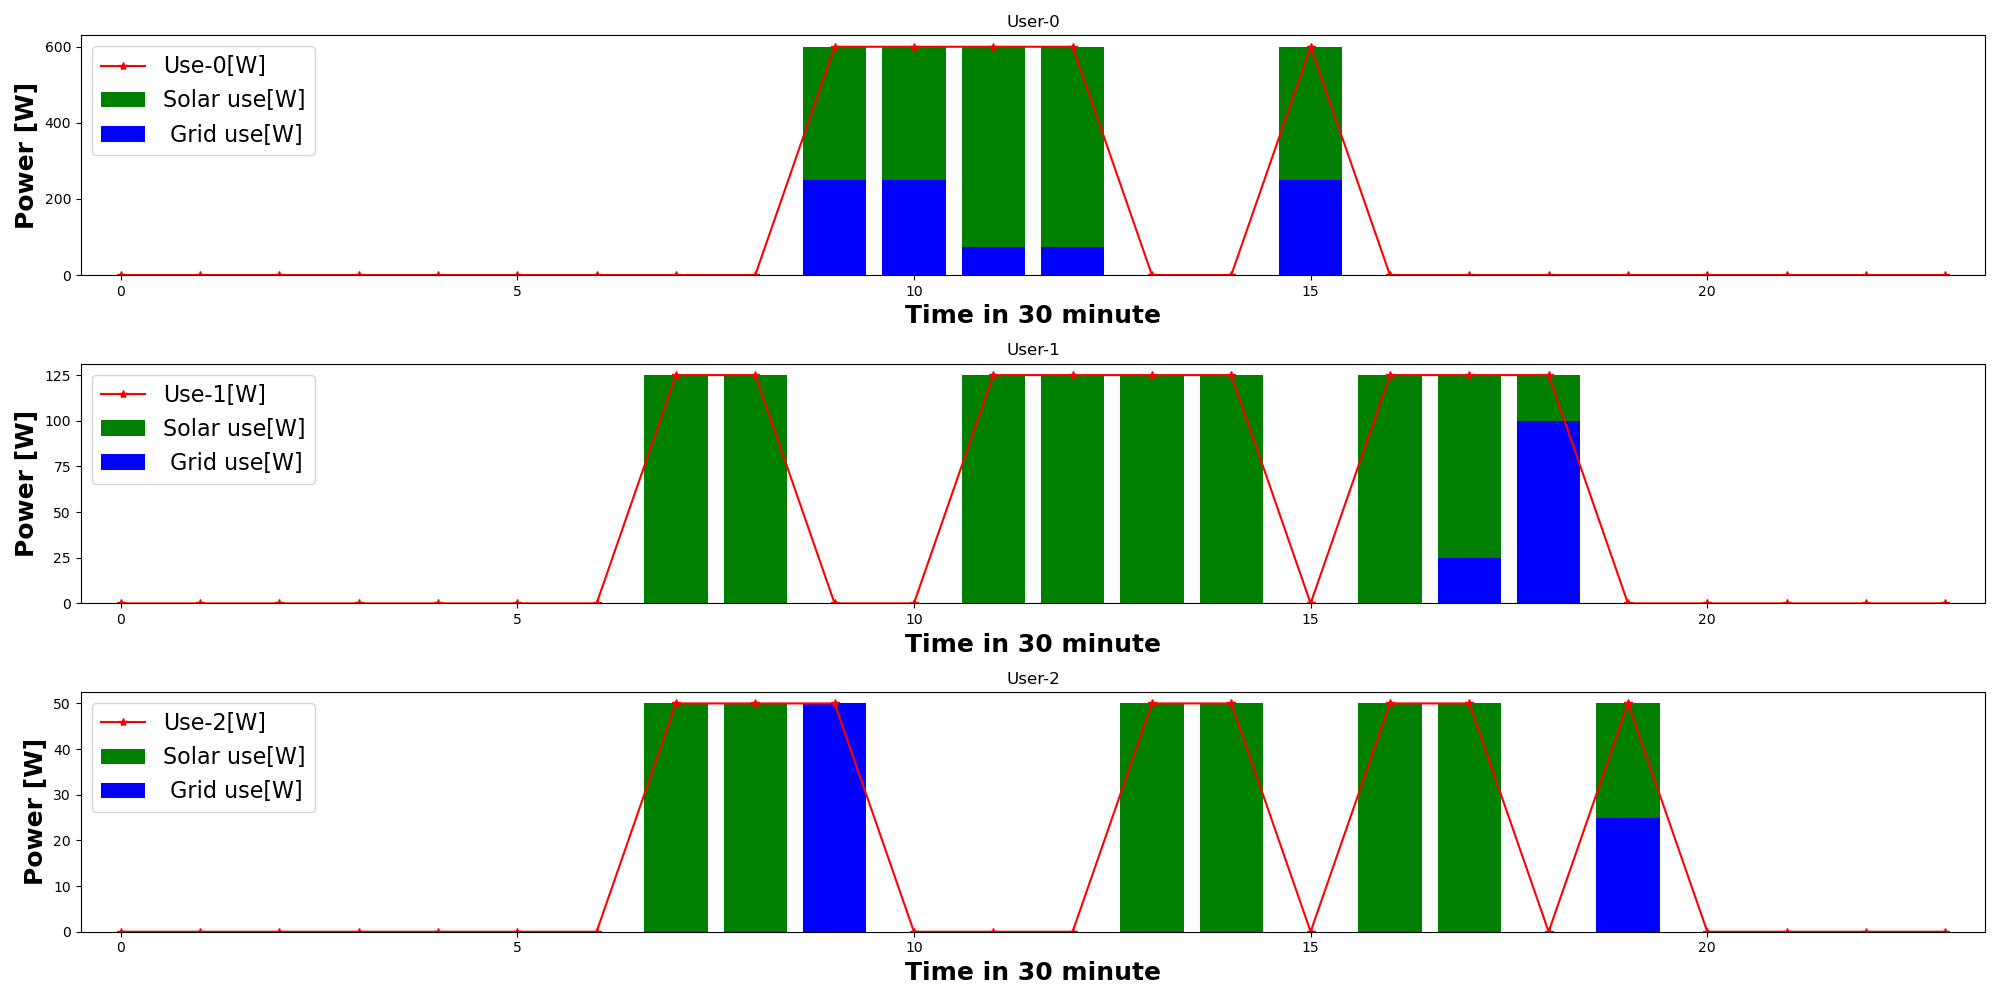 User-0
600
400
200
0
Power [W]
Use-0[W]
Solar use[W]
Grid use[W]
0 5 10 15 20
Time in 30 minute
User-1
125
100
75
50
25
0
Power [W]
Use-1[W]
Solar use[W]
Grid use[W]
0 5 10 15 20
Time in 30 minute
User-2
50
40
30
20
10
0
Power [W]
Use-2[W]
Solar use[W]
Grid use[W]
0 5 10 15 20
Time in 30 minute